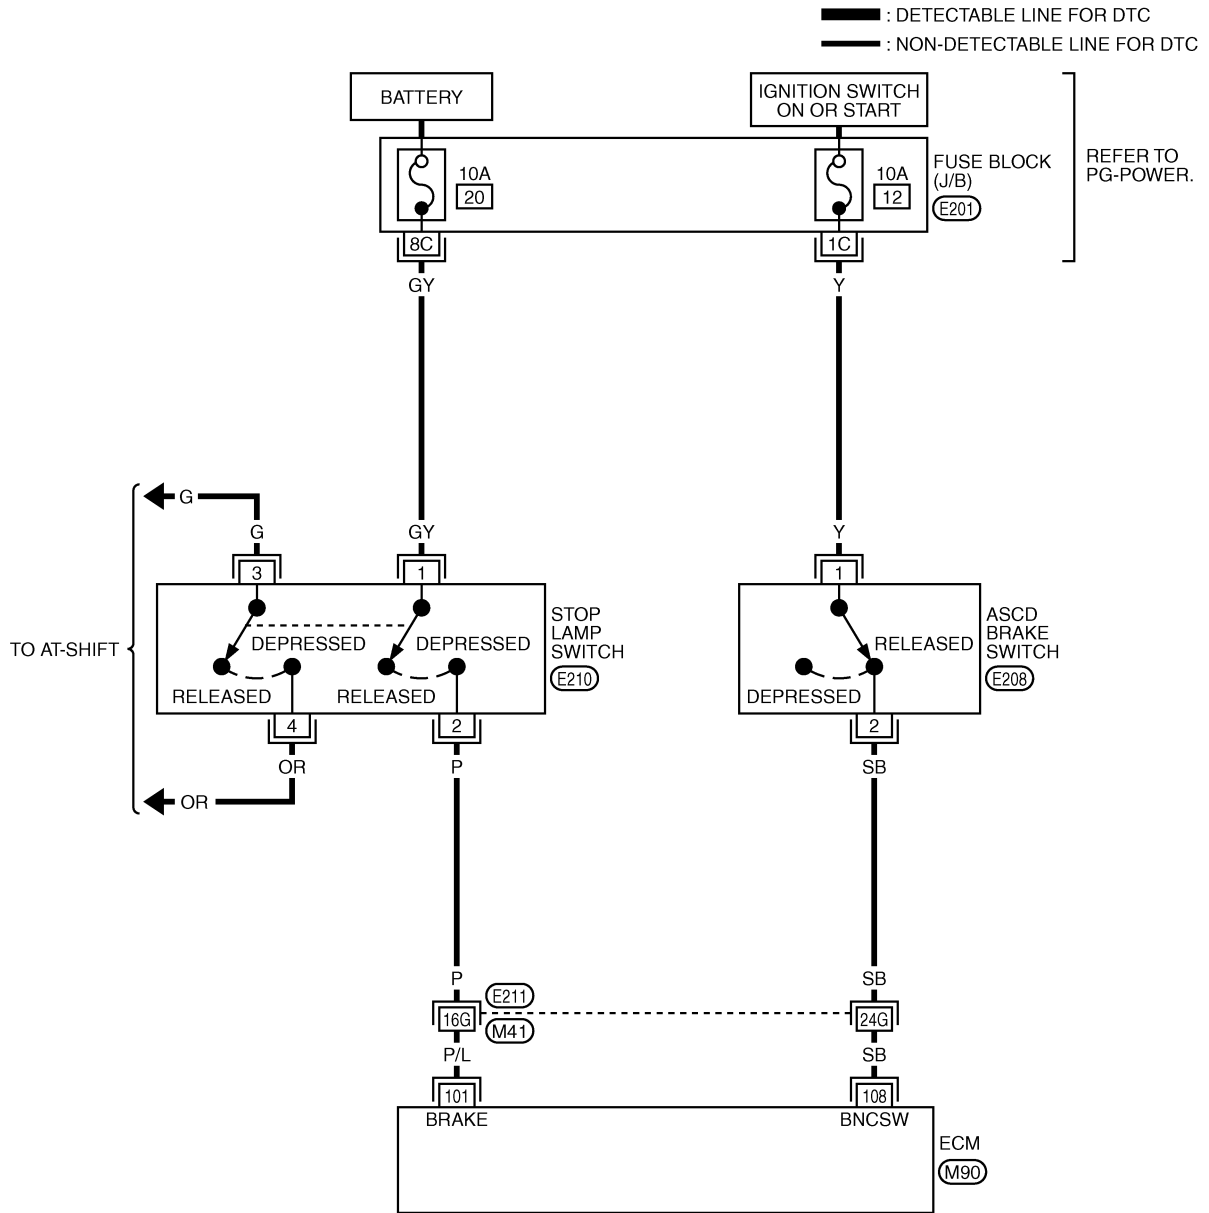 : DETECTABLE LINE FOR DTC
: NON-DETECTABLE LINE FOR DTC
BATTERY
IGNITION SWITCH
ON OR START
10A
20
10A
12
FUSE BLOCK
(J/B)
E201
REFER TO
PG-POWER.
8C
1C
GY
Y
G
G
GY
Y
3
1
1
DEPRESSED
DEPRESSED
RELEASED
RELEASED
STOP
LAMP
SWITCH
E210
RELEASED
DEPRESSED
ASCD
BRAKE
SWITCH
E208
TO AT-SHIFT
4
2
2
OR
P
SB
OR
P
SB
E211
16G
M41
24G
P/L
SB
101
108
BRAKE
BNCSW
ECM
M90